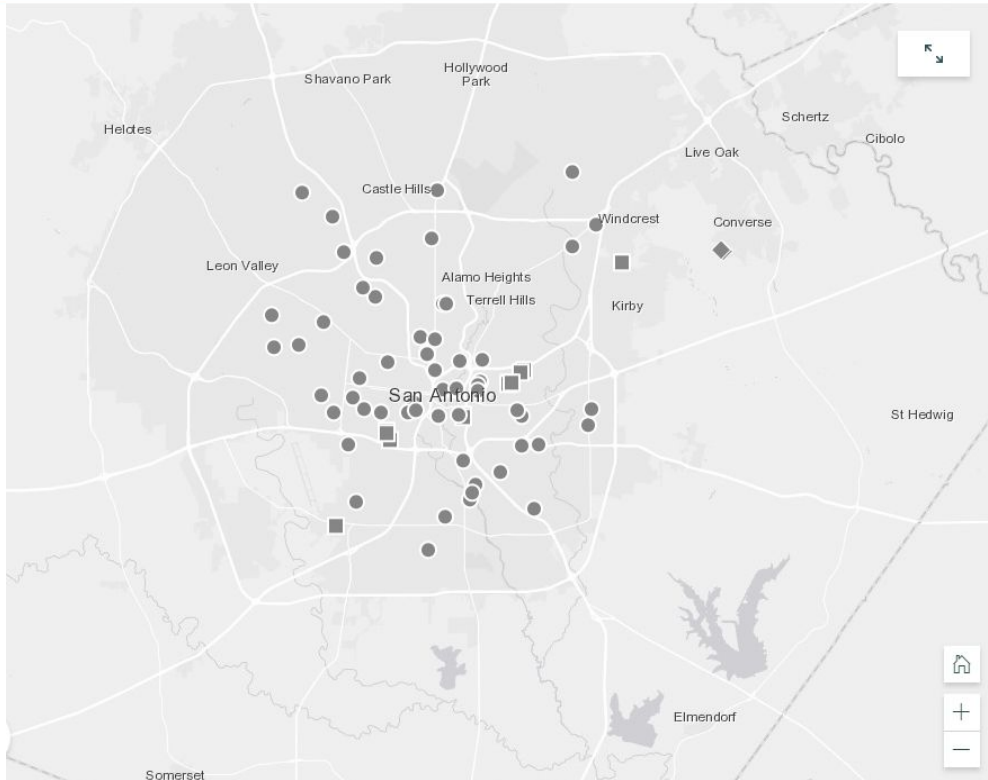 Hollywood
Park
Shavano Park
Schertz
Helotes
Cibolo
Live Oak
Castle Hills
Windcrest
Converse
Leon Valley
Alamo Heights
Terrell Hills
Kirby
San Antonio
St Hedwig
Elmendorf
Somerset